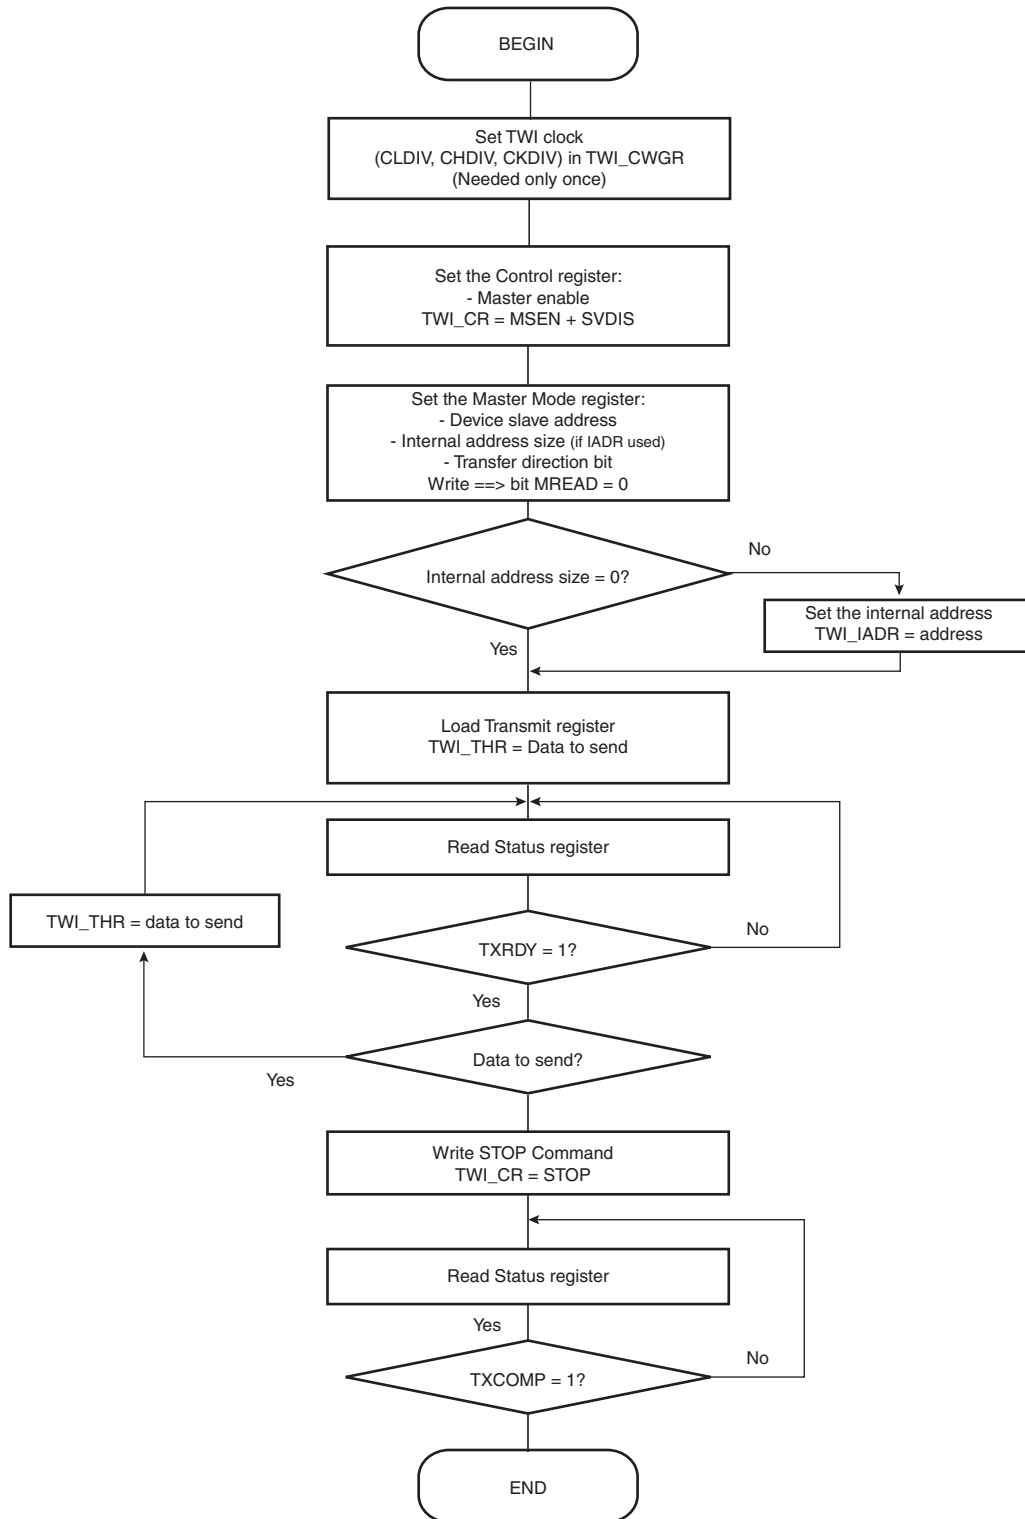 BEGIN
Set TWI clock
(CLDIV, CHDIV, CKDIV) in TWI_CWGR
(Needed only once)
Set the Control register:
- Master enable
TWI_CR = MSEN + SVDIS
Set the Master Mode register:
- Device slave address
- Internal address size (if IADR used)
- Transfer direction bit
Write ==> bit MREAD = 0
No
Internal address size = 0?
Set the internal address
TWI_IADR = address
Yes
Load Transmit register
TWI_THR = Data to send
Read Status register
TWI_THR = data to send
No
TXRDY = 1?
Yes
Data to send?
Yes
Write STOP Command
TWI_CR = STOP
Read Status register
Yes
No
TXCOMP = 1?
END